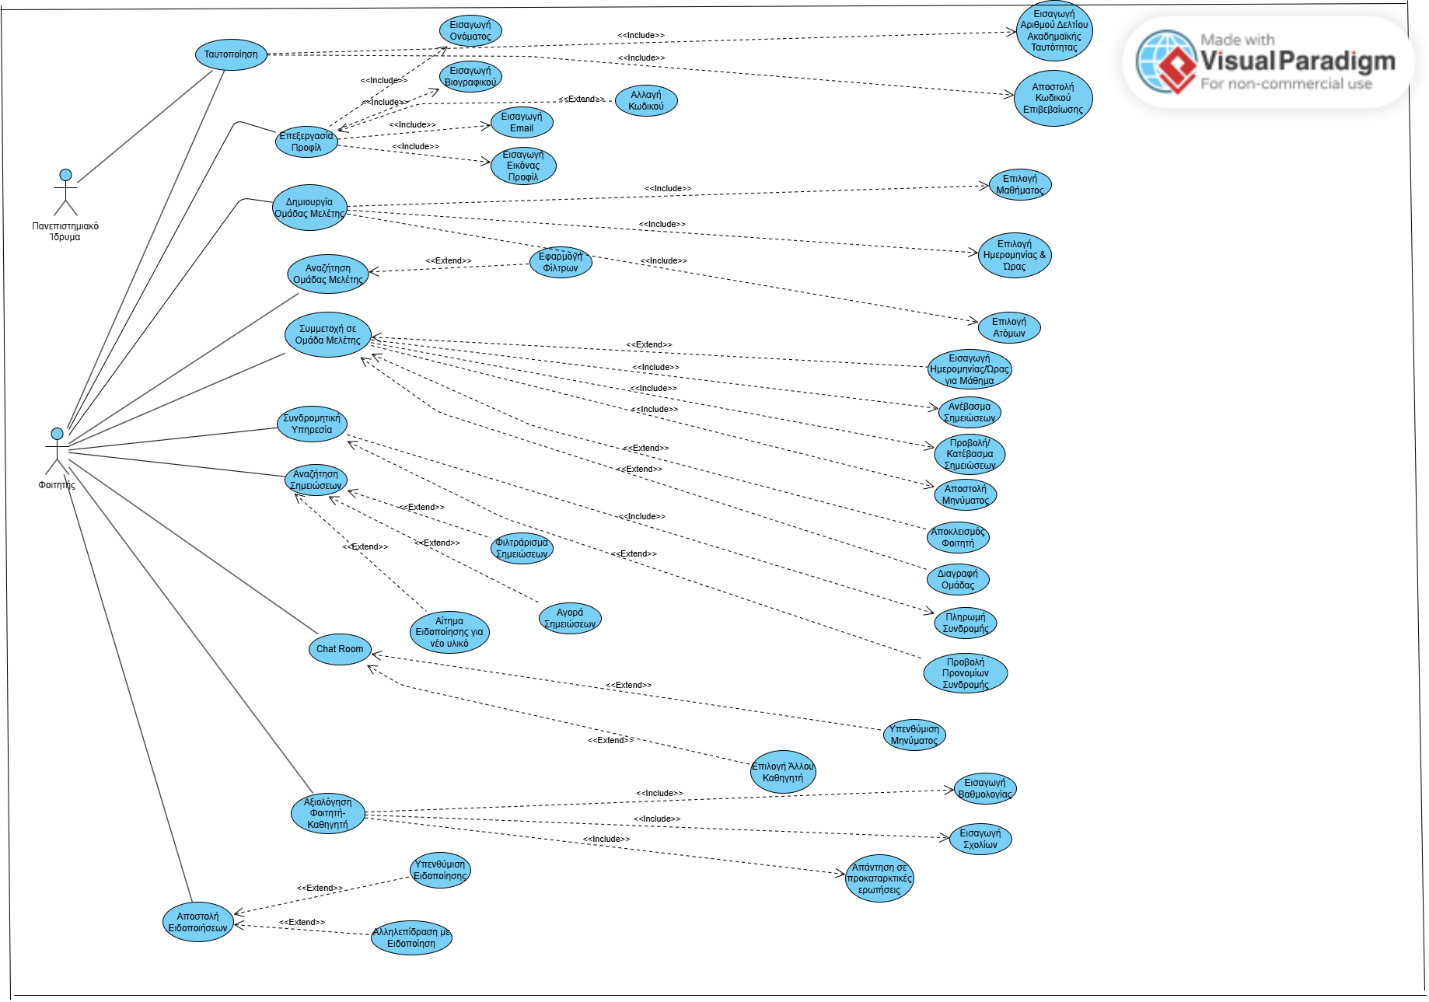 Made with
Visual Paradigm
For non-commercial use
Εισαγωγή
Αριθμού Δελτίου
Ακαδημαϊκής
Ταυτότητας
Εισαγωγή
Ονόματος
<<Include>>
Ταυτοποίηση
<<Include>>
Εισαγωγή
Βιογραφικού
<<Include>>
Αποστολή
Κωδικού
Επιβεβαίωσης
Αλλαγή
Κωδικού
<<Extend>>
<<Include>>
Εισαγωγή
Email
<<Include>>
Επεξεργασία
Προφίλ
<<Include>>
Εισαγωγή
Εικόνας
Προφίλ
Επιλογή
Μαθήματος
<<Include>>
Δημιουργία
Ομάδας Μελέτης
Πανεπιστημιακό
Ίδρυμα
<<Include>>
Επιλογή
Ημερομηνίας &
Ώρας
Εφαρμογή
Φίλτρων
<<Extend>>
<<Include>>
Αναζήτηση
Ομάδας Μελέτης
Επιλογή
Ατόμων
Συμμετοχή σε
Ομάδα Μελέτης
<<Extend>>
Εισαγωγή
Ημερομηνίας/Ώρας
για Μάθημα
<<Include>>
<<Include>>
Ανέβασμα
Σημειώσεων
<<Include>>
Συνδρομητική
Υπηρεσία
Προβολή/
Κατέβασμα
Σημειώσεων
<<Extend>>
<<Extend>>
Αναζήτηση
Σημειώσεων
Φοιτητής
Αποστολή
Μηνύματος
<<Extend>>
<<Include>>
Αποκλεισμός
Φοιτητή
<<Extend>>
<<Extend>>
Φιλτράρισμα
Σημειώσεων
<<Extend>>
Διαγραφή
Ομάδας
Αγορά
Σημειώσεων
Αίτημα
Ειδοποίησης για
νέο υλικό
Πληρωμή
Συνδρομής
Chat Room
Προβολή
Προνομίων
Συνδρομής
<<Extend>>
Υπενθύμιση
Μηνύματος
<<Extend>>
Επιλογή Άλλου
Καθηγητή
Εισαγωγή
Βαθμολογίας
<<Include>>
Αξιολόγηση
Φοιτητή-
Καθηγητή
<<Include>>
Εισαγωγή
Σχολίων
<<Include>>
Απάντηση σε
προκαταρκτικές
ερωτήσεις
Υπενθύμιση
Ειδοποίησης
<<Extend>>
Αποστολή
Ειδοποιήσεων
<<Extend>>
Αλληλεπίδραση με
Ειδοποίηση